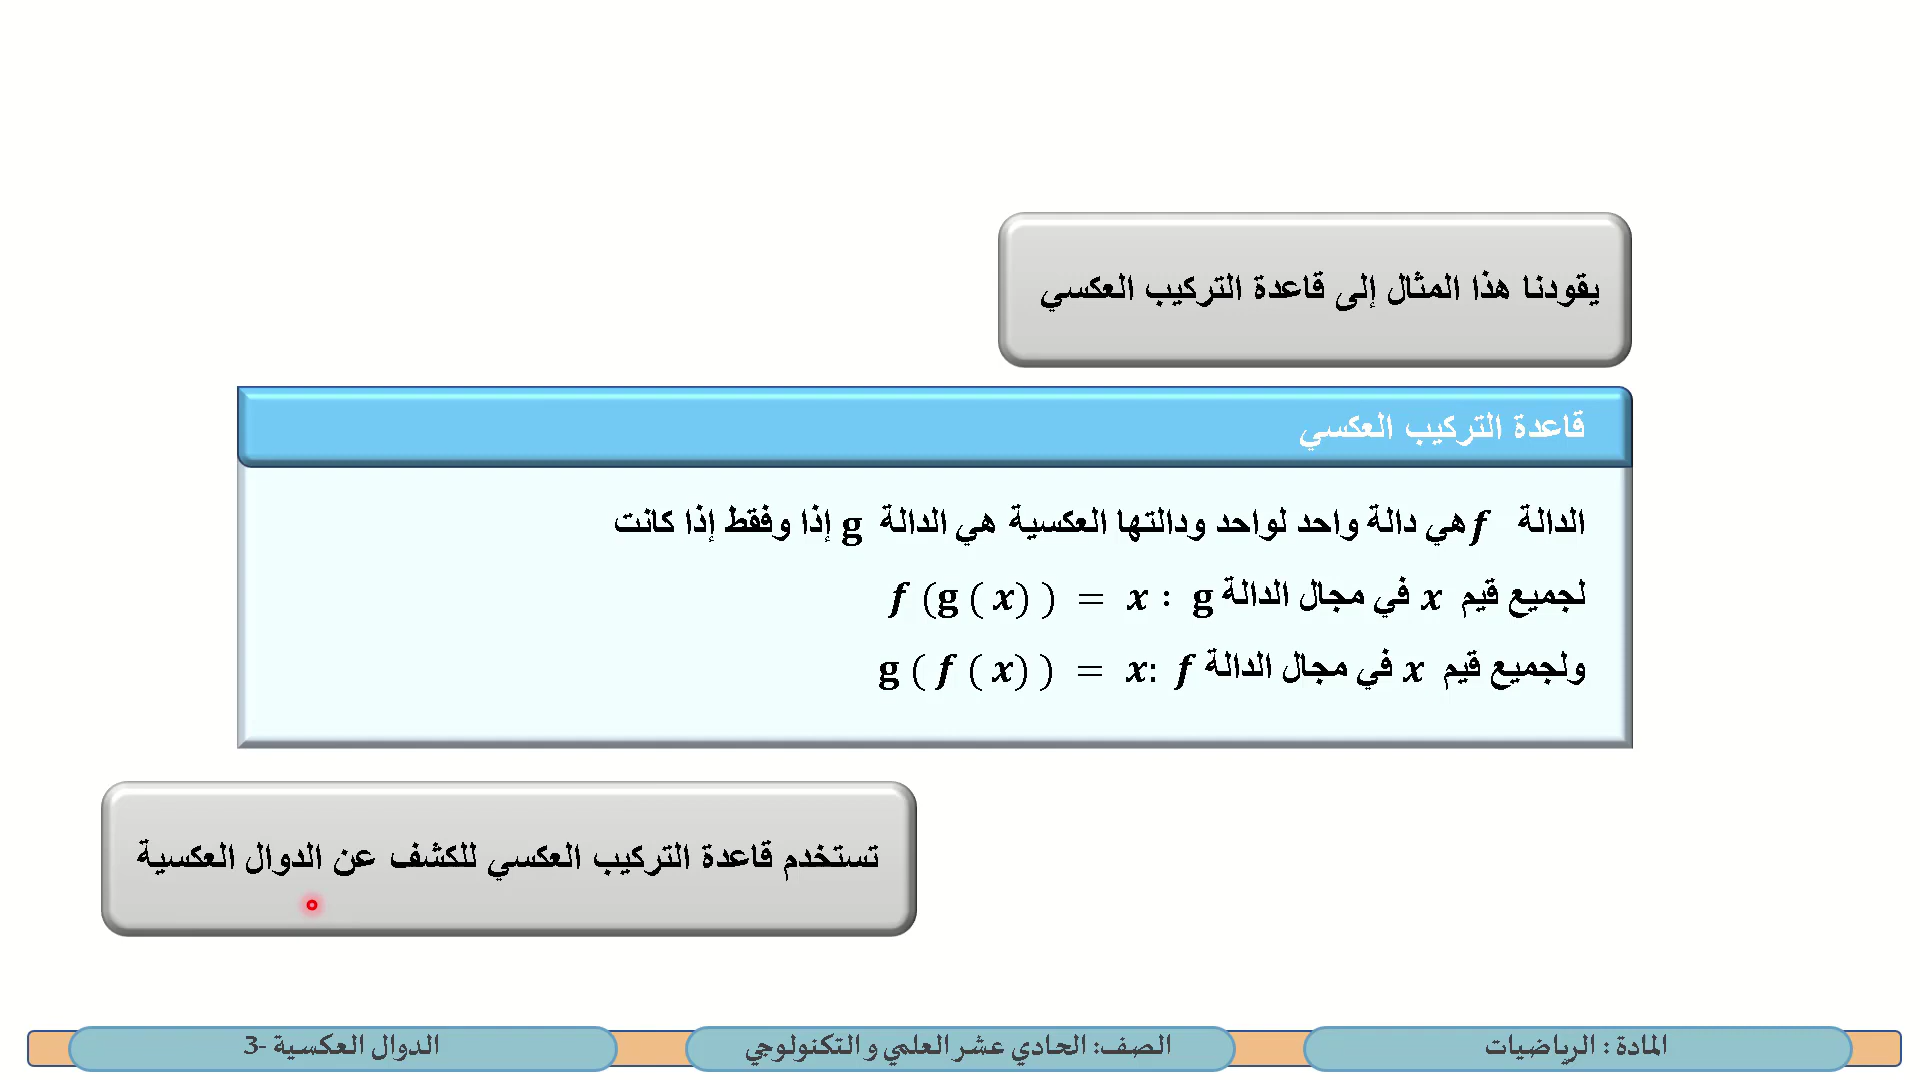 يقودنا هذا المثال إلى قاعدة التركيب العكسي
قاعدة التركيب العكسي
الدالة f هي دالة واحد لواحد ودالتها العكسية هي الدالة g إذا وفقط إذا كانت
لجميع قيم x في مجال الدالة f (g ( x) ) = x : g
ولجميع قيم x في مجال الدالة g ( f ( x) ) = x: f
تستخدم قاعدة التركيب العكسي للكشف عن الدوال العكسية
المادة : الرياضيات
الصف: الحادي عشر العلمي و التكنولوجي
الدوال العكسية -3